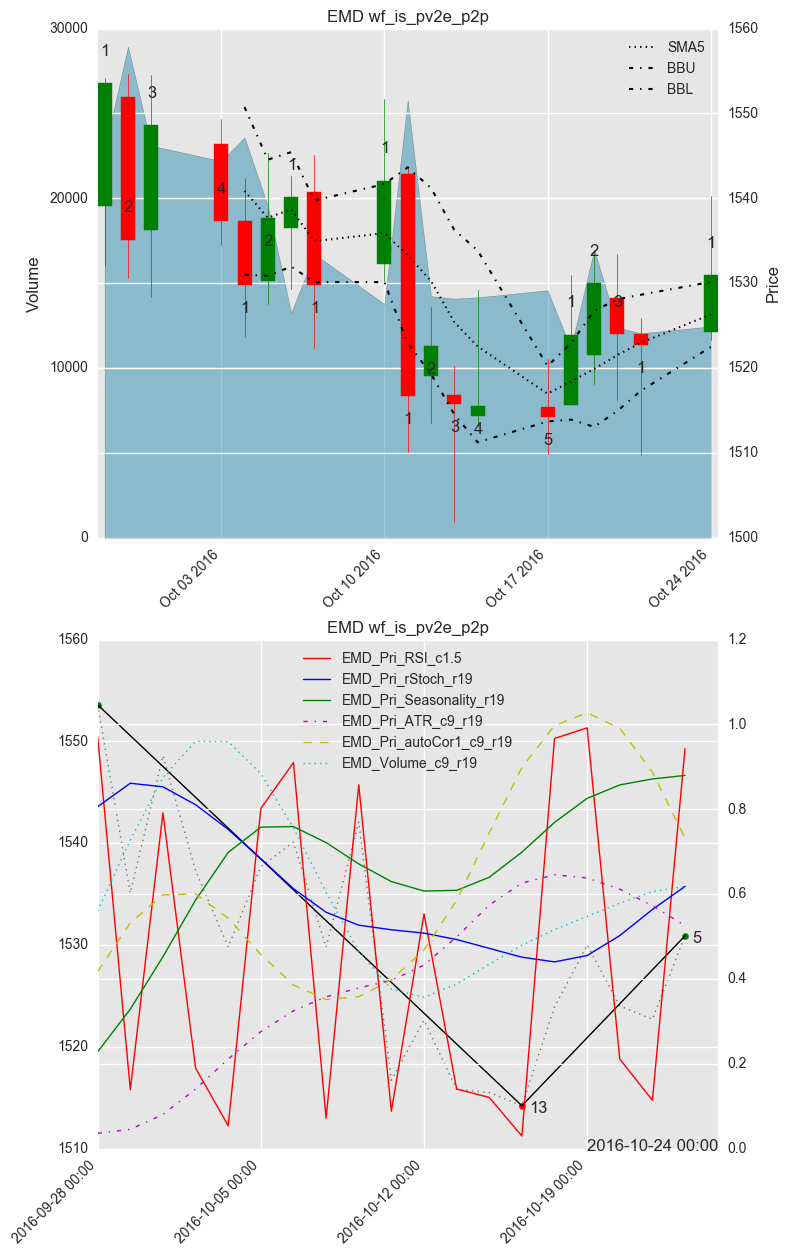 EMD wf_is_pv2e_p2p
30000
20000
10000
0
Volume
1560
1550
1540
1530
1520
1510
1500
Price
SMA5
BBU
BBL
1
2
3
4
1
2
1
1
1
1
2
3
4
5
1
2
3
1
1
Oct 03 2016
Oct 10 2016
Oct 17 2016
Oct 24 2016
EMD wf_is_pv2e_p2p
1560
1550
1540
1530
1520
1510
1.2
1.0
0.8
0.6
0.4
0.2
0.0
EMD_Pri_RSI_c1.5
EMD_Pri_rStoch_r19
EMD_Pri_Seasonality_r19
EMD_Pri_ATR_c9_r19
EMD_Pri_autoCor1_c9_r19
EMD_Volume_c9_r19
5
13
2016-10-24 00:00
2016-09-28 00:00
2016-10-05 00:00
2016-10-12 00:00
2016-10-19 00:00